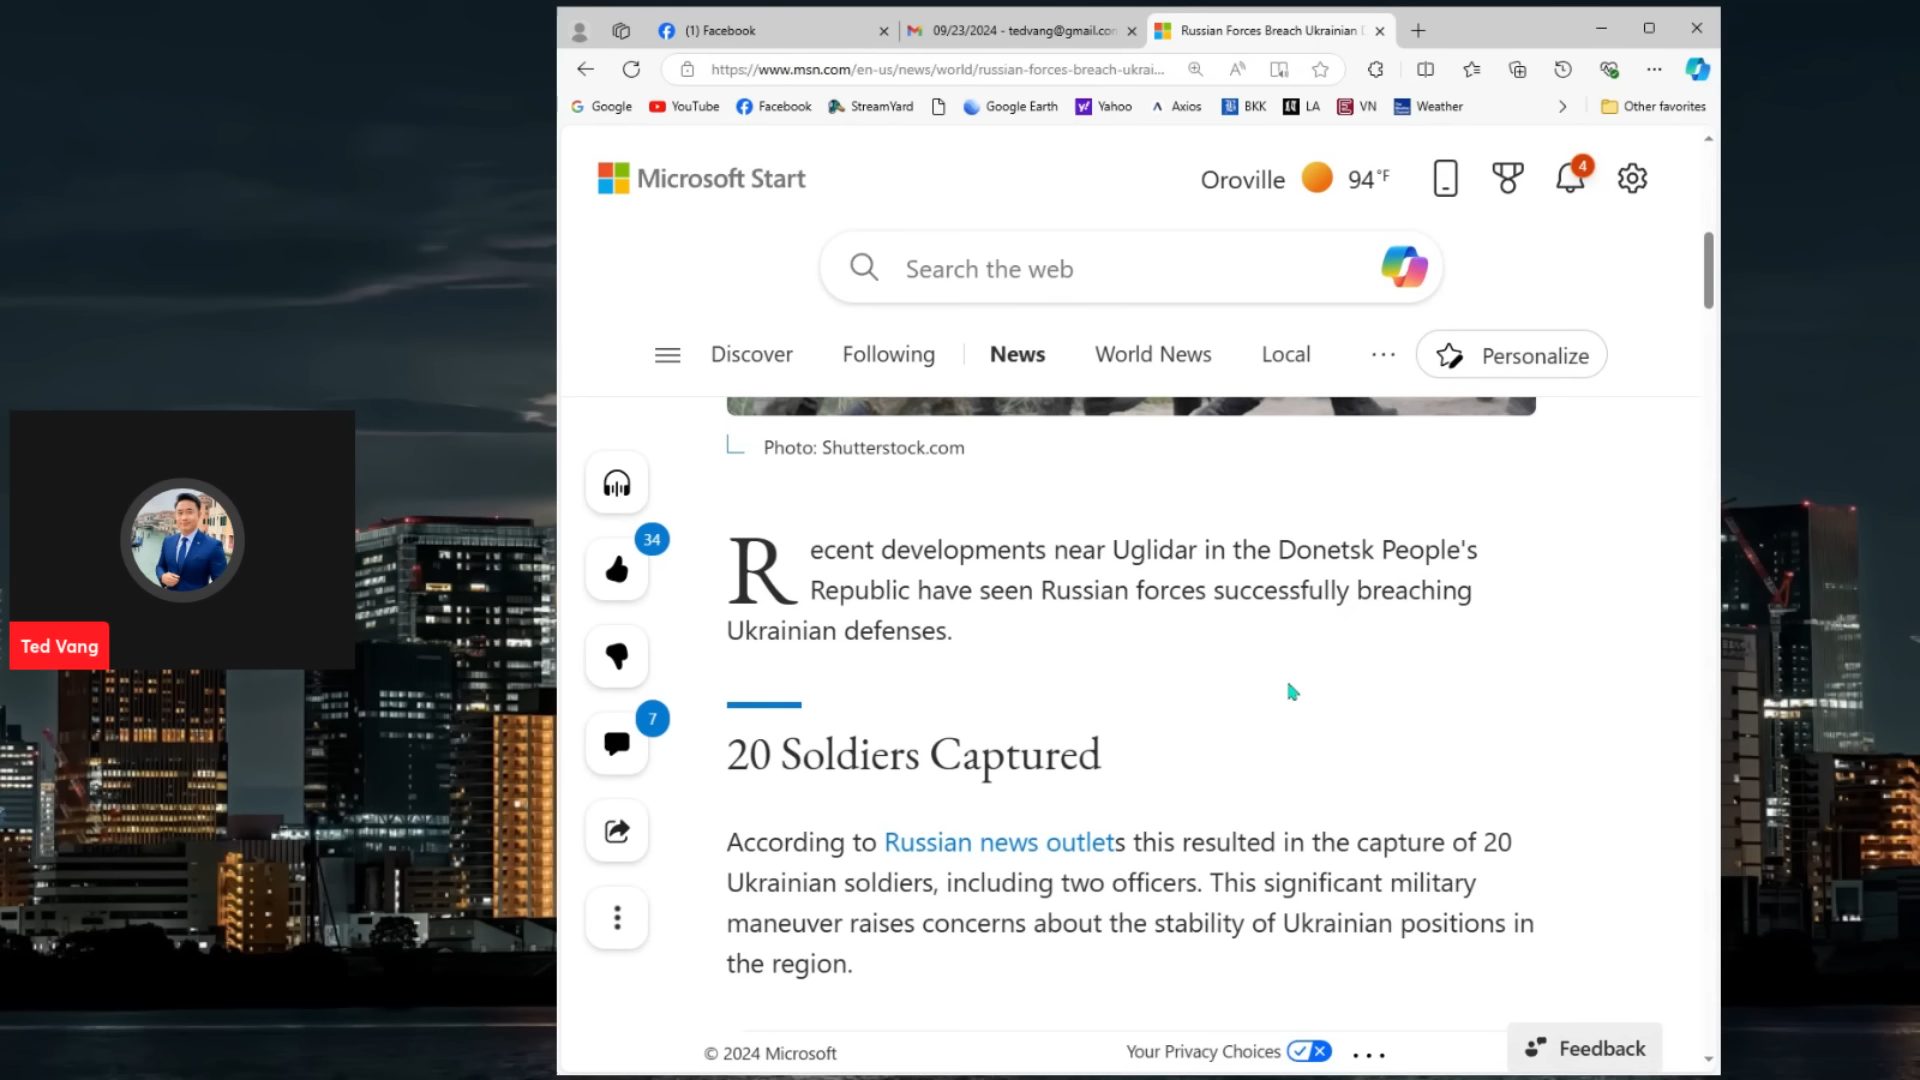 (1) Facebook
09/23/2024 - tedvang@gmail.con
Russian Forces Breach Ukrainian D
https://www.msn.com/en-us/news/world/russian-forces-breach-ukrai...
Google
YouTube
Facebook
StreamYard
Google Earth
Yahoo
Axios
BKK
LA
VN
Weather
Other favorites
Microsoft Start
Oroville
94°F
4
Search the web
Discover
Following
News
World News
Local
Personalize
Photo: Shutterstock.com
34
7
Recent developments near Uglidar in the Donetsk People's
Republic have seen Russian forces successfully breaching
Ukrainian defenses.
20 Soldiers Captured
According to Russian news outlets this resulted in the capture of 20
Ukrainian soldiers, including two officers. This significant military
maneuver raises concerns about the stability of Ukrainian positions in
the region.
© 2024 Microsoft
Your Privacy Choices
Feedback
Ted Vang